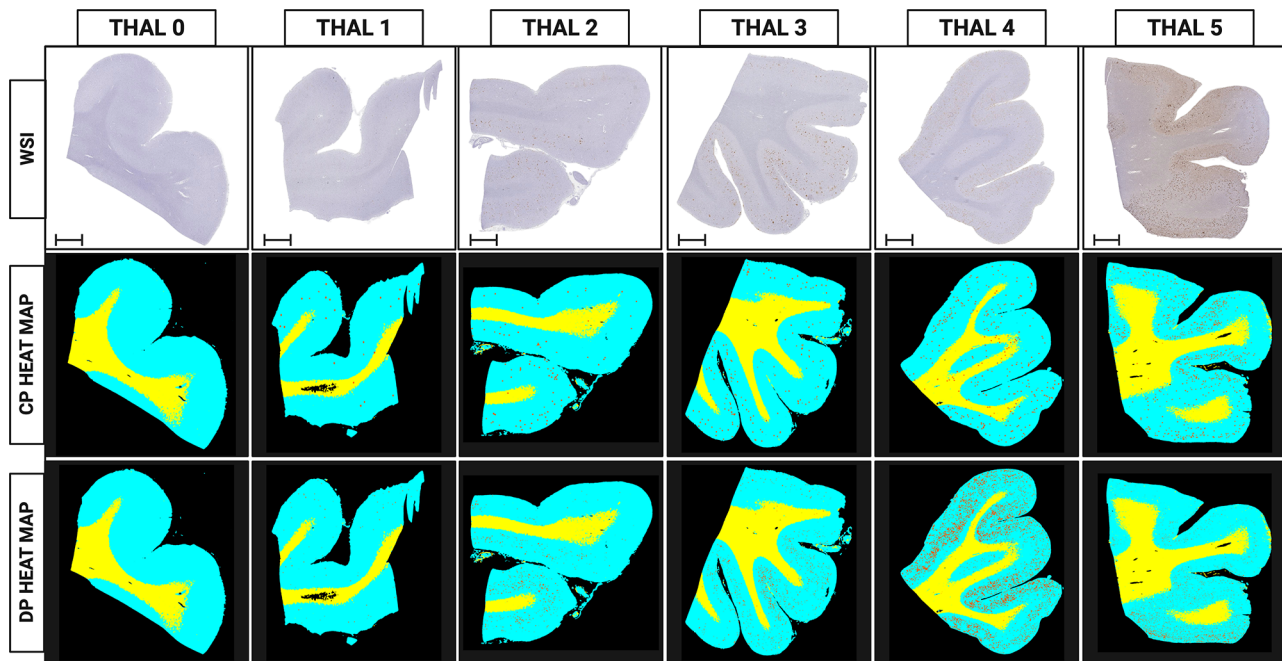 THAL 0
THAL 1
THAL 2
THAL 3
THAL 4
THAL 5
WSI
CP HEAT MAP
DP HEAT MAP